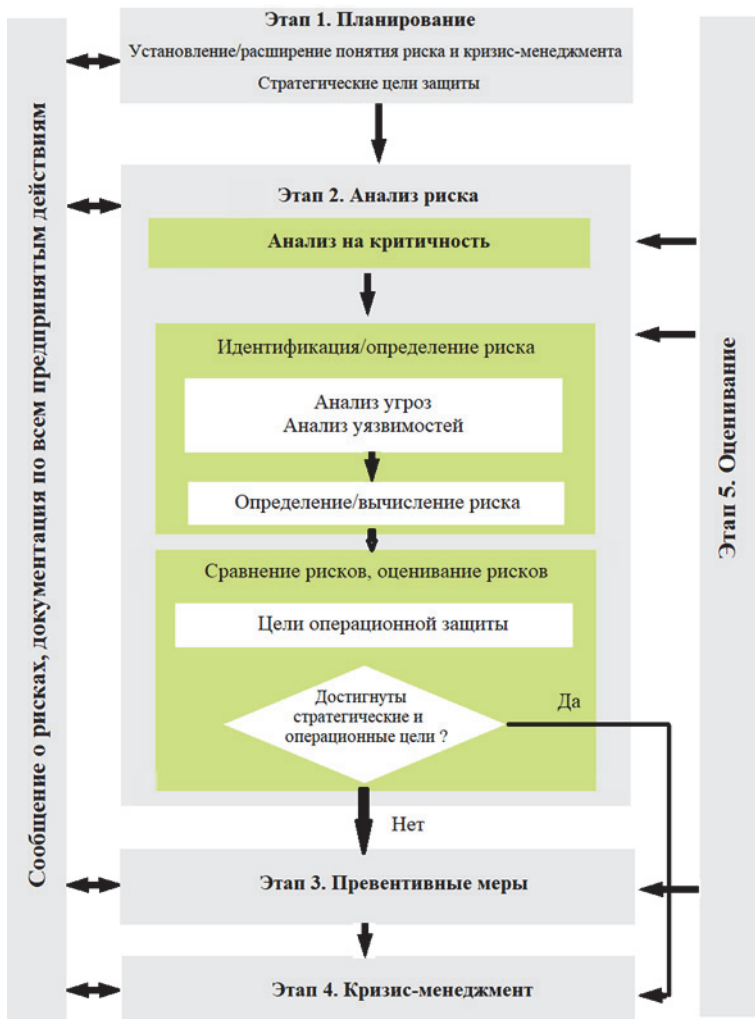 Этап 1. Планирование
Установление/расширение понятия риска и кризис-менеджмента
Стратегические цели защиты
Сообщение о рисках, документация по всем предпринятым действиям
Этап 2. Анализ риска
Анализ на критичность
Идентификация/определение риска
Анализ угроз
Анализ уязвимостей
Определение/вычисление риска
Сравнение рисков, оценивание рисков
Цели операционной защиты
Достигнуты
стратегические и
операционные цели ?
Да
Нет
Этап 3. Превентивные меры
Этап 4. Кризис-менеджмент
Этап 5. Оценивание